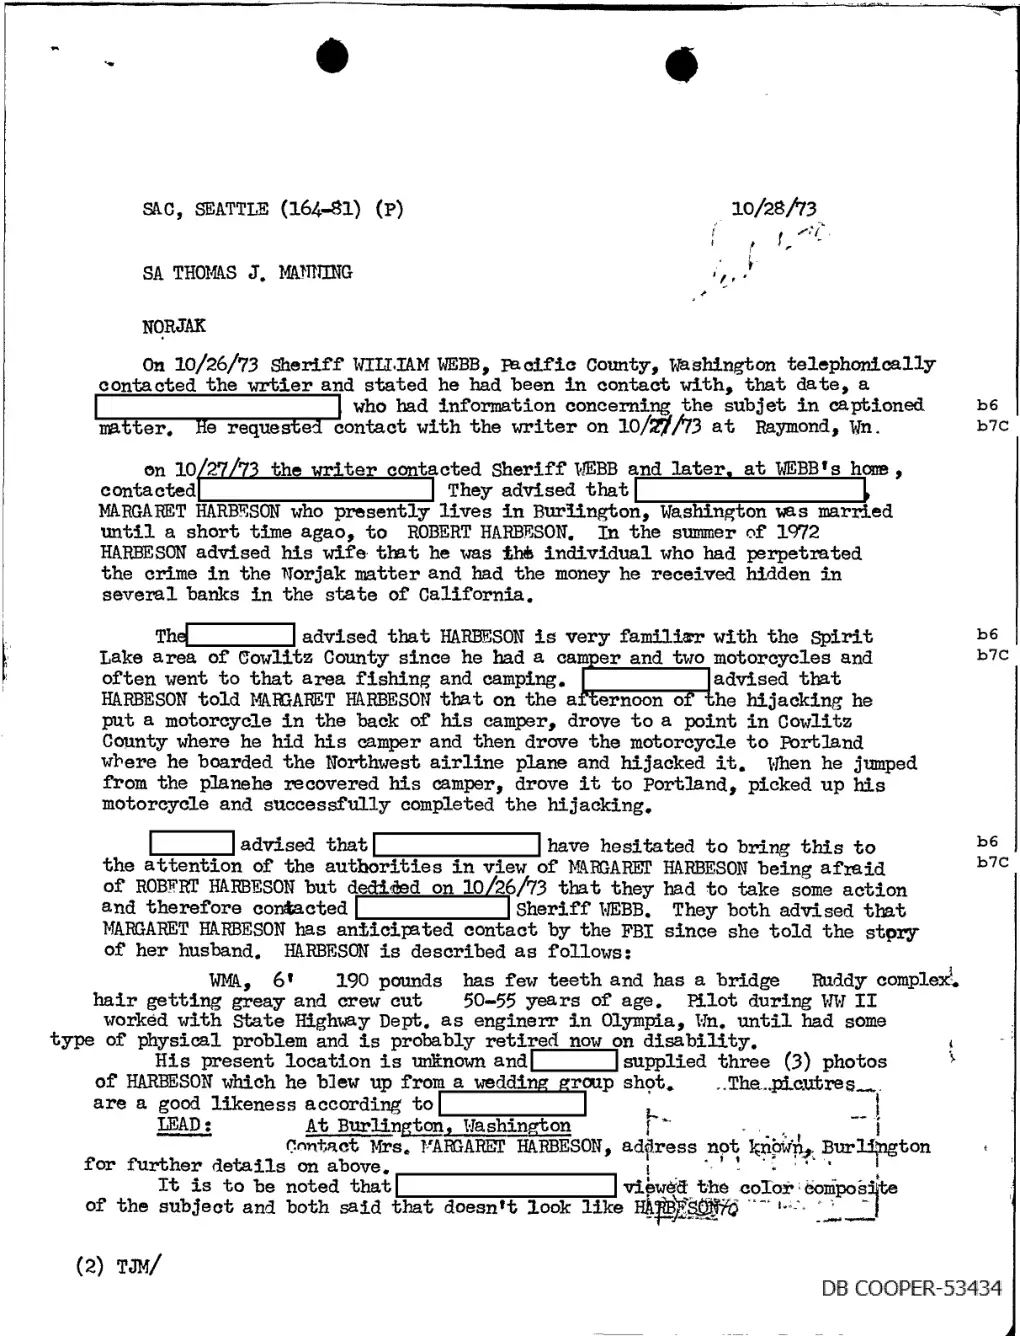 SAC, SEATTLE (164-81) (P)
10/28/73
SA THOMAS J. MANNING
NORJAK
On 10/26/73 Sheriff WILLIAM WEBB, Pacific County, Washington telephonically
contacted the wrtier and stated he had been in contact with, that date, a
who had information concerning the subjet in captioned b6
matter. He requested contact with the writer on 10/27/73 at Raymond, Wn. b7C
on 10/27/73 the writer contacted Sheriff WEBB and later, at WEBB's home,
contacted They advised that ,
MARGARET HARBESON who presently lives in Burlington, Washington was married
until a short time agao, to ROBERT HARBESON. In the summer of 1972
HARBESON advised his wife that he was the individual who had perpetrated
the crime in the Norjak matter and had the money he received hidden in
several banks in the state of California.
The advised that HARBESON is very familiar with the Spirit b6
Lake area of Cowlitz County since he had a camper and two motorcycles and b7C
often went to that area fishing and camping. advised that
HARBESON told MARGARET HARBESON that on the afternoon of the hijacking he
put a motorcycle in the back of his camper, drove to a point in Cowlitz
County where he hid his camper and then drove the motorcycle to Portland
where he boarded the Northwest airline plane and hijacked it. When he jumped
from the planehe recovered his camper, drove it to Portland, picked up his
motorcycle and successfully completed the hijacking.
advised that have hesitated to bring this to b6
the attention of the authorities in view of MARGARET HARBESON being afraid b7C
of ROBERT HARBESON but dedided on 10/26/73 that they had to take some action
and therefore contacted Sheriff WEBB. They both advised that
MARGARET HARBESON has anticipated contact by the FBI since she told the story
of her husband. HARBESON is described as follows:
WMA, 6' 190 pounds has few teeth and has a bridge Ruddy complex.
hair getting greay and crew cut 50-55 years of age. Pilot during WW II
worked with State Highway Dept. as enginerr in Olympia, Wn. until had some
type of physical problem and is probably retired now on disability.
His present location is unknown and supplied three (3) photos
of HARBESON which he blew up from a wedding group shot. The picutres
are a good likeness according to
LEAD: At Burlington, Washington
Contact Mrs. MARGARET HARBESON, address not known, Burlington
for further details on above.
It is to be noted that viewed the color composite
of the subject and both said that doesn't look like HARBESON
(2) TJM/
DB COOPER-53434